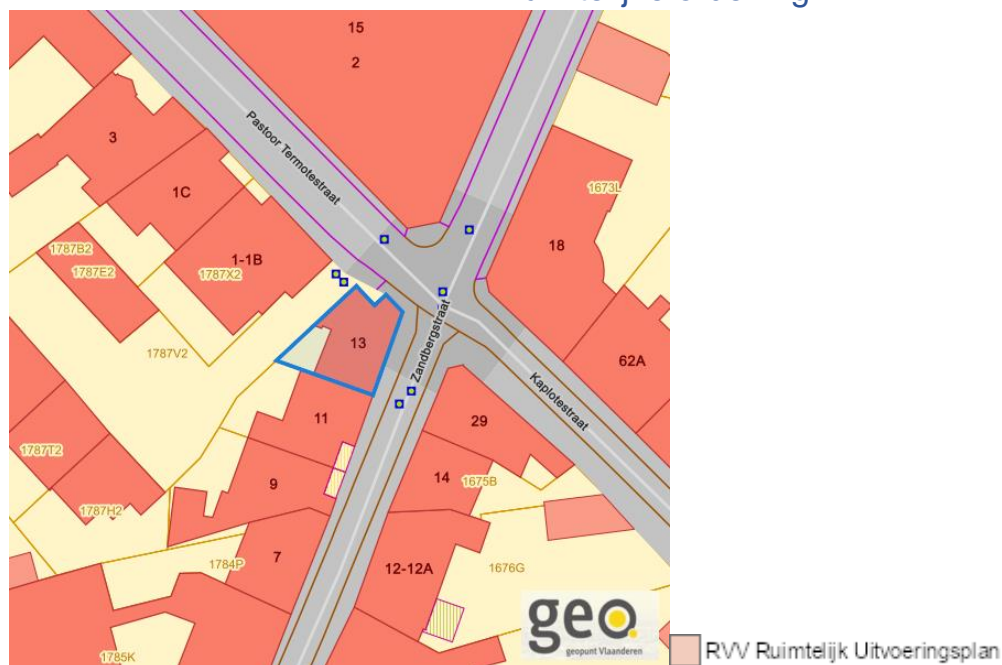 15
2
Pastoor Termotestraat
3
1C
1673L
1787B2
1787E2
1-1B
1787X2
18
13
Zandbergstraat
1787V2
62A
Kaplotestraat
11
29
1787T2
9
14
1675B
1787H2
7
1784P
12-12A
1676G
geo
geopunt Vlaanderen
1785K
RVV Ruimtelijk Uitvoeringsplan